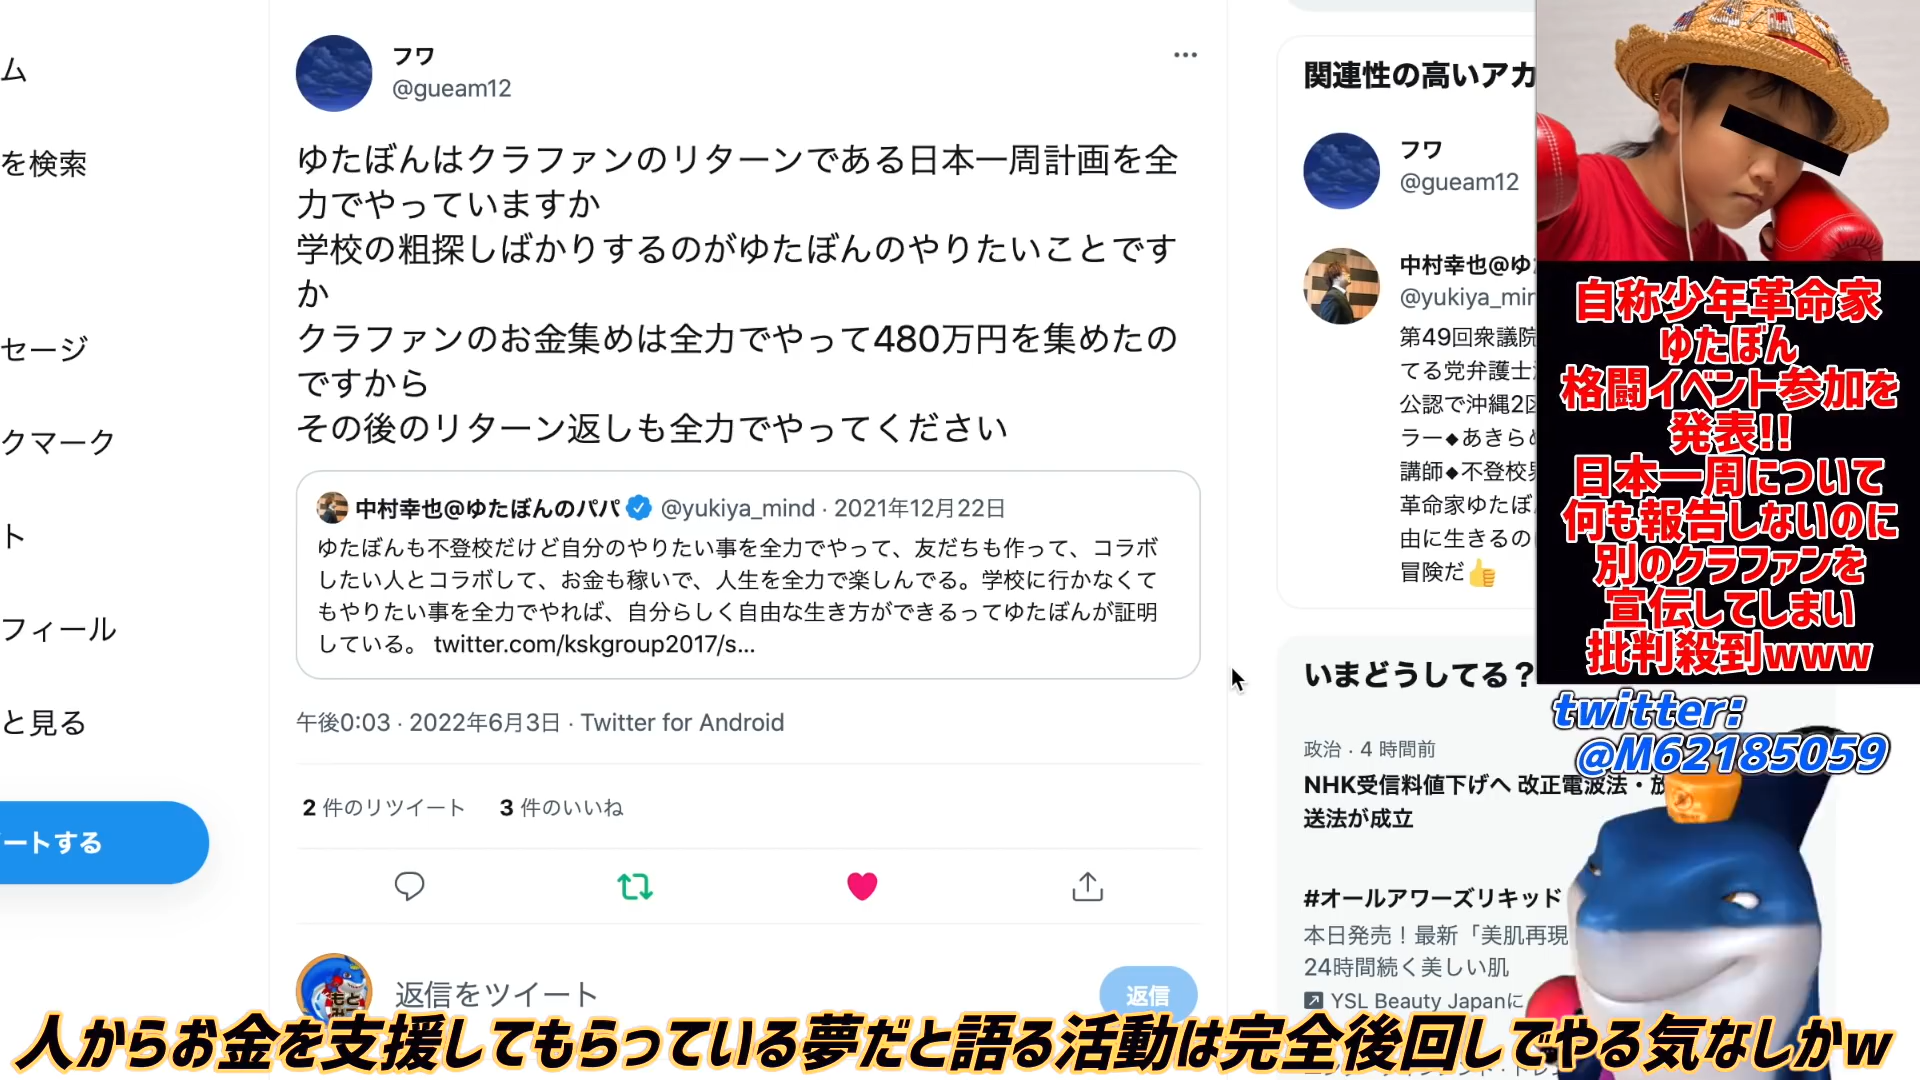 ム
を検索
セージ
クマーク
ト
フィール
と見る
ートする
フワ
@gueam12
ゆたぼんはクラファンのリターンである日本一周計画を全
力でやっていますか
学校の粗探しばかりするのがゆたぼんのやりたいことです
か
クラファンのお金集めは全力でやって480万円を集めたの
ですから
その後のリターン返しも全力でやってください
中村幸也@ゆたぼんのパパ @yukiya_mind · 2021年12月22日
ゆたぼんも不登校だけど自分のやりたい事を全力でやって、友だちも作って、コラボ
したい人とコラボして、お金も稼いで、人生を全力で楽しんでる。学校に行かなくて
もやりたい事を全力でやれば、自分らしく自由な生き方ができるってゆたぼんが証明
している。 twitter.com/kskgroup2017/s...
午後0:03 · 2022年6月3日 · Twitter for Android
2 件のリツイート 3 件のいいね
返信をツイート
返信
関連性の高いアカ
フワ
@gueam12
中村幸也@ゆ
@yukiya_mi
第49回衆議院
てる党弁護士
公認で沖縄2
ラー◆あきら
講師◆不登校
革命家ゆたぼ
由に生きるの
冒険だ👍
いまどうしてる？
政治 · 4 時間前
NHK受信料値下げへ 改正電波法・放
送法が成立
#オールアワーズリキッド
本日発売！最新「美肌再現
24時間続く美しい肌
YSL Beauty Japanに
自称少年革命家
ゆたぼん
格闘イベント参加を
発表!!
日本一周について
何も報告しないのに
別のクラファンを
宣伝してしまい
批判殺到www
twitter:
@M62185059
人からお金を支援してもらっている夢だと語る活動は完全後回しでやる気なしかw